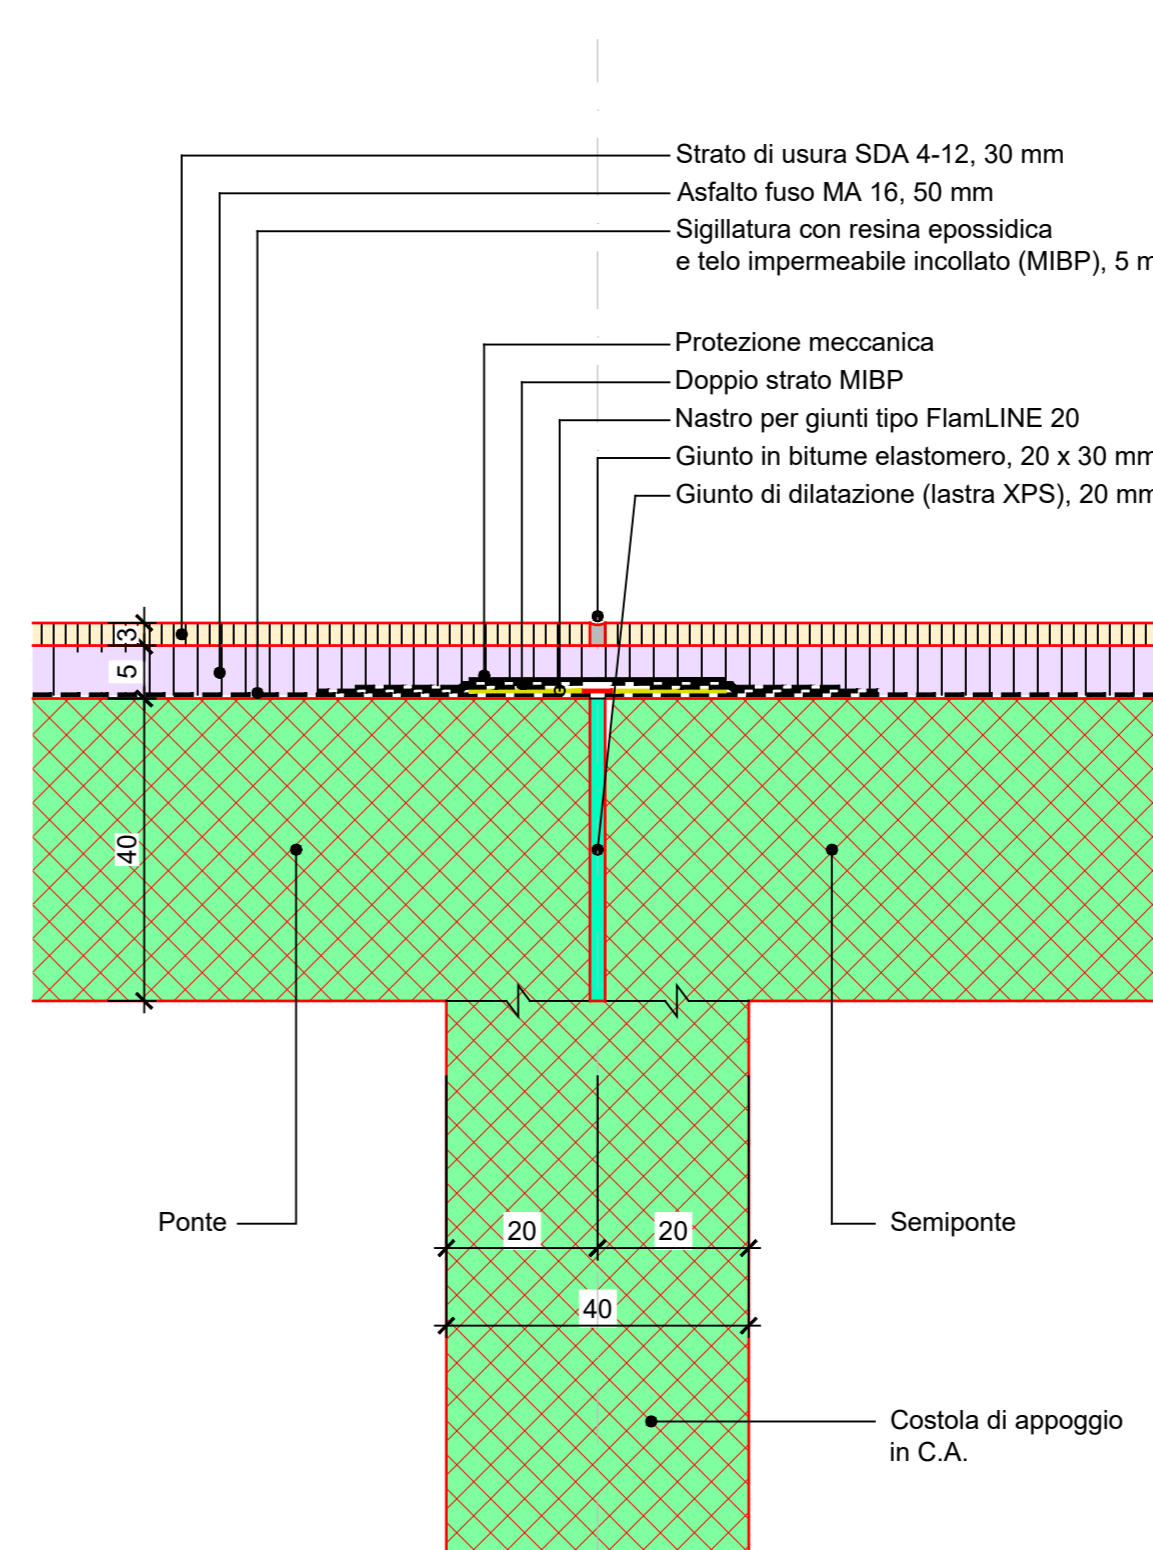 Strato di usura SDA 4-12, 30 mm
Asfalto fuso MA 16, 50 mm
Sigillatura con resina epossidica
e telo impermeabile incollato (MIBP), 5 m
Protezione meccanica
Doppio strato MIBP
Nastro per giunti tipo FlamLINE 20
Giunto in bitume elastomero, 20 x 30 mm
Giunto di dilatazione (lastra XPS), 20 mm
3
5
40
Ponte
Semiponte
20
20
40
Costola di appoggio
in C.A.